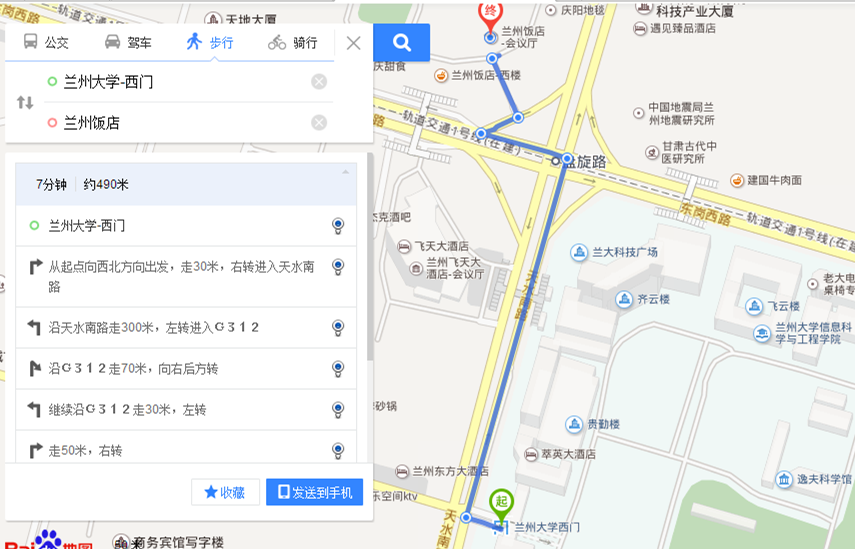 公交
驾车
步行
骑行
兰州大学-西门
兰州饭店
7分钟
约490米
兰州大学-西门
从起点向西北方向出发，走30米，右转进入天水南
路
沿天水南路走300米，左转进入G312
沿G312走70米，向右后方转
继续沿G312走30米，左转
走50米，右转
收藏
发送到手机
天地大厦
庆阳地毯
科技产业大厦
遇见臻品酒店
终
兰州饭店
-会议厅
兰州饭店-西楼
轨道交通1号线(在建)
盘旋路
中国地震局兰
州地震研究所
甘肃古代中
医研究所
建国牛肉面
东岗西路
轨道交通1号线(在建
杰克酒吧
飞天大酒店
兰州飞天大
酒店-会议厅
兰大科技广场
齐云楼
飞云楼
老大电
桌椅专
兰州大学信息科
学与工程学院
天水南路
砂锅
贵勤楼
萃英大酒店
兰州东方大酒店
乐空间ktv
逸夫科学馆
起
兰州大学西门
天水南
商务宾馆写字楼
Bai
地图